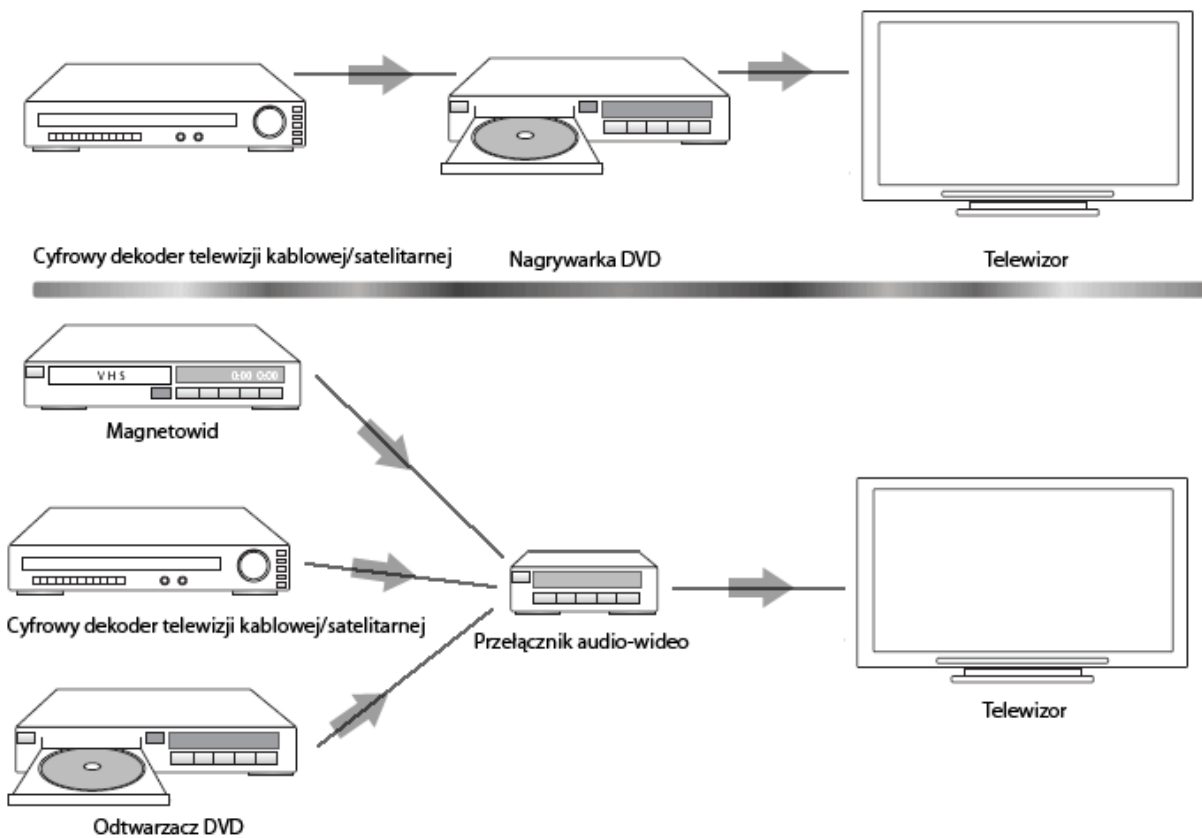 Cyfrowy dekoder telewizji kablowej/satelitarnej
Nagrywarka DVD
Telewizor
VHS
0:00 0:00
Magnetowid
Cyfrowy dekoder telewizji kablowej/satelitarnej
Przełącznik audio-wideo
Telewizor
Odtwarzacz DVD